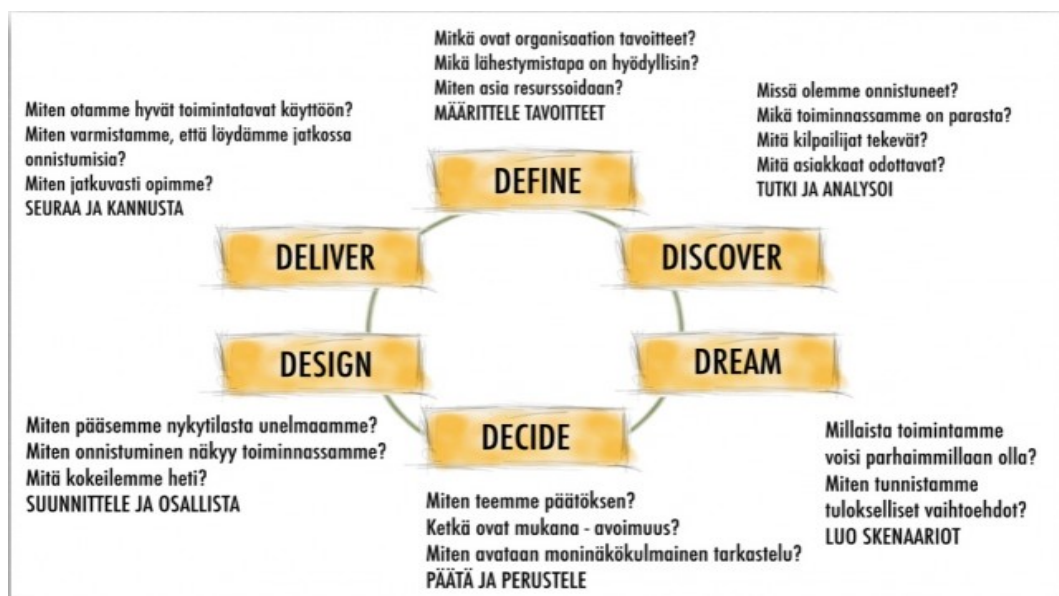 Mitkä ovat organisaation tavoitteet?
Mikä lähestymistapa on hyödyllisin?
Miten asia resurssoidaan?
MÄÄRITTELE TAVOITTEET
DEFINE
Missä olemme onnistuneet?
Mikä toiminnassamme on parasta?
Mitä kilpailijat tekevät?
Mitä asiakkaat odottavat?
TUTKI JA ANALYSOI
DISCOVER
DREAM
Millaista toimintamme
voisi parhaimmillaan olla?
Miten tunnistamme
tulokselliset vaihtoehdot?
LUO SKENAARIOT
DECIDE
Miten teemme päätöksen?
Ketkä ovat mukana - avoimuus?
Miten avataan moninäkökulmainen tarkastelu?
PÄÄTÄ JA PERUSTELE
DESIGN
Miten pääsemme nykytilasta unelmaamme?
Miten onnistuminen näkyy toiminnassamme?
Mitä kokeilemme heti?
SUUNNITTELE JA OSALLISTA
Miten otamme hyvät toimintatavat käyttöön?
Miten varmistamme, että löydämme jatkossa
onnistumisia?
Miten jatkuvasti opimme?
SEURAA JA KANNUSTA
DELIVER